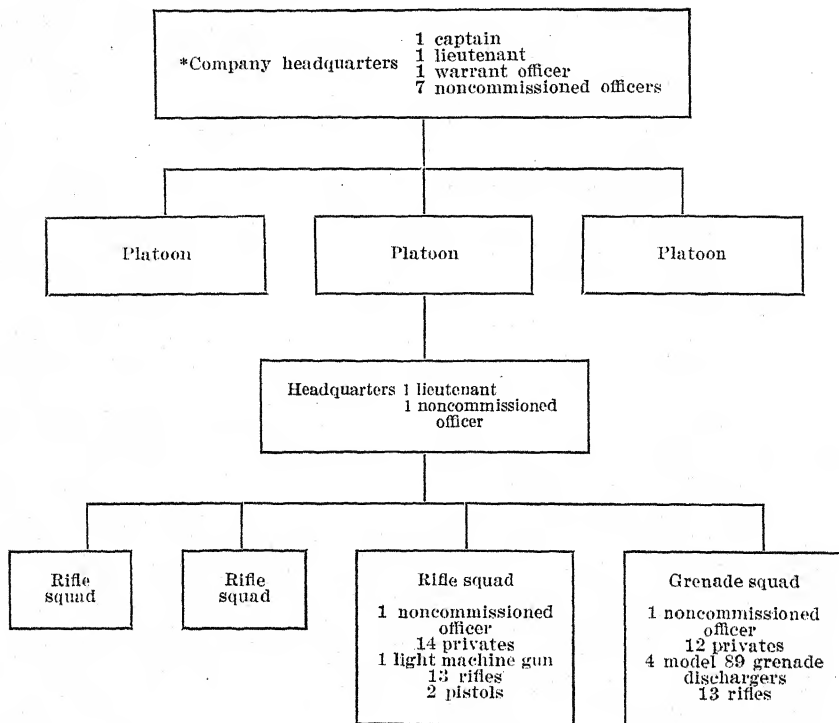 *Company headquarters
1 captain
1 lieutenant
1 warrant officer
7 noncommissioned officers
Platoon
Platoon
Platoon
Headquarters 1 lieutenant
1 noncommissioned
officer
Rifle
squad
Rifle
squad
Rifle squad
1 noncommissioned
officer
14 privates
1 light machine gun
13 rifles
2 pistols
Grenade squad
1 noncommissioned
officer
12 privates
4 model 89 grenade
dischargers
13 rifles